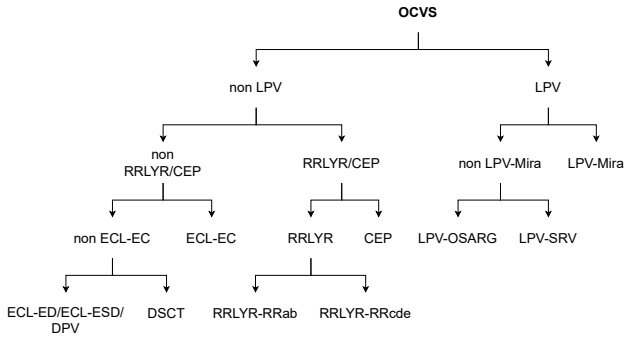 OCVS
non LPV
LPV
non
RRLYR/CEP
RRLYR/CEP
non LPV-Mira
LPV-Mira
non ECL-EC
ECL-EC
RRLYR
CEP
LPV-OSARG
LPV-SRV
ECL-ED/ECL-ESD/
DPV
DSCT
RRLYR-RRab
RRLYR-RRcde